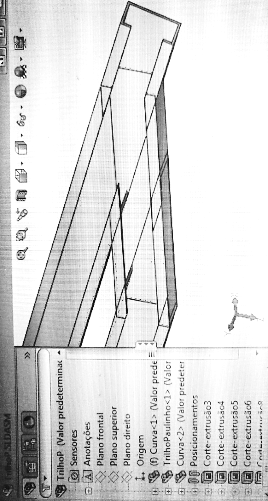 TrilhoP (Valor predeterminad
Sensores
Anotações
Plano frontal
Plano superior
Plano direito
Origem
(f) Curva<1> (Valor prede
TrilhoPaulinho<1> (Valor
Curva<2> (Valor predeter
Posicionamentos
Corte-extrusão3
Corte-extrusão4
Corte-extrusão5
Corte-extrusão6